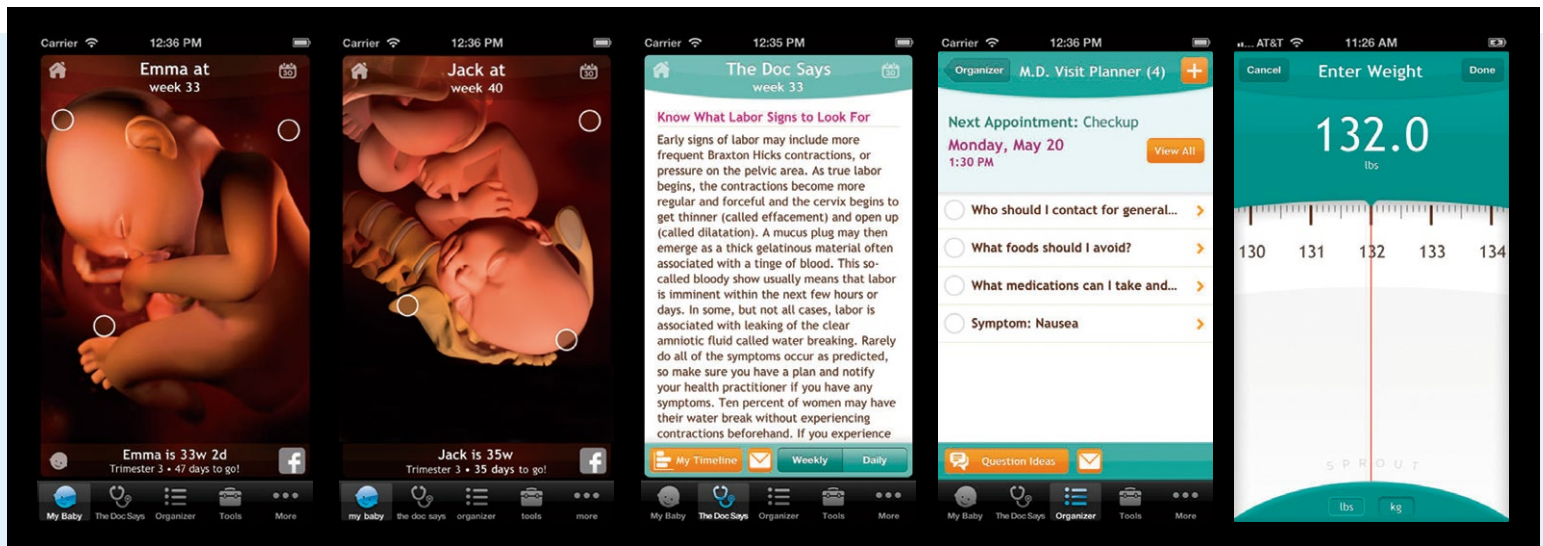 Carrier 12:36 PM
Emma at
week 33
30
Emma is 33w 2d
Trimester 3 • 47 days to go!
f
My Baby The Doc Says Organizer Tools More
Carrier 12:36 PM
Jack at
week 40
30
Jack is 35w
Trimester 3 • 35 days to go!
f
my baby the doc says organizer tools more
Carrier 12:35 PM
The Doc Says
week 33
30
Know What Labor Signs to Look For
Early signs of labor may include more
frequent Braxton Hicks contractions, or
pressure on the pelvic area. As true labor
begins, the contractions become more
regular and forceful and the cervix begins to
get thinner (called effacement) and open up
(called dilatation). A mucus plug may then
emerge as a thick gelatinous material often
associated with a tinge of blood. This so-
called bloody show usually means that labor
is imminent within the next few hours or
days. In some, but not all cases, labor is
associated with leaking of the clear
amniotic fluid called water breaking. Rarely
do all of the symptoms occur as predicted,
so make sure you have a plan and notify
your health practitioner if you have any
symptoms. Ten percent of women may have
their water break without experiencing
contractions beforehand. If you experience
My Timeline Weekly Daily
My Baby The Doc Says Organizer Tools More
Carrier 12:36 PM
Organizer M.D. Visit Planner (4) +
Next Appointment: Checkup
Monday, May 20
1:30 PM
View All
Who should I contact for general...
What foods should I avoid?
What medications can I take and...
Symptom: Nausea
Question Ideas
My Baby The Doc Says Organizer Tools More
AT&T 11:26 AM
Cancel Enter Weight Done
132.0
lbs
130 131 132 133 134
SPROUT
lbs kg